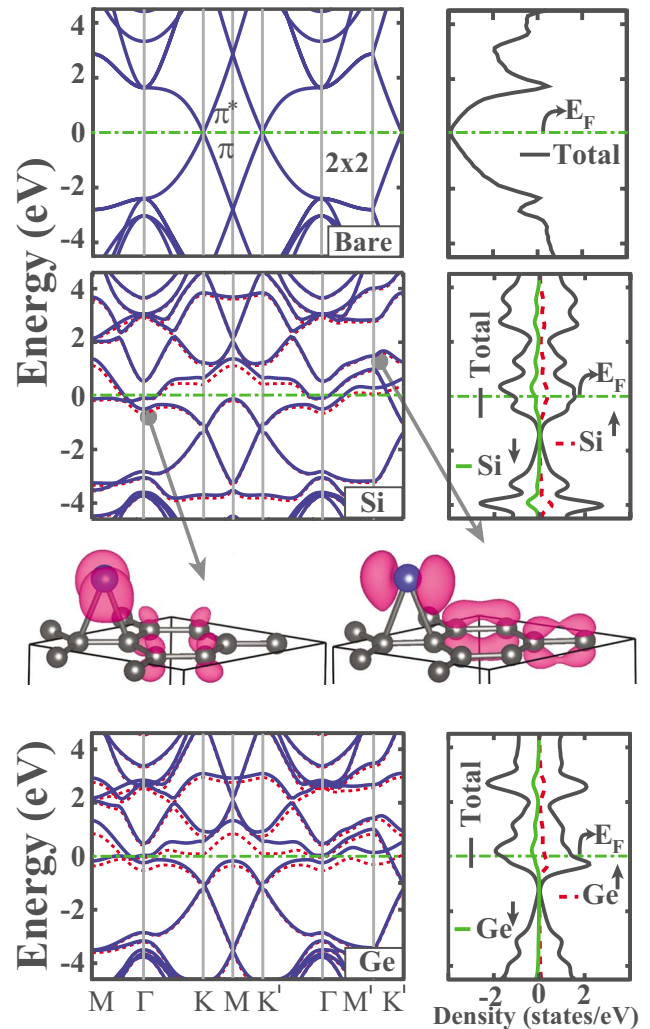 Energy (eV)
4
2
0
-2
-4
π*
π
2x2
Bare
E_F
Total
4
2
0
-2
-4
Si
Total
E_F
Si
Si
Energy (eV)
4
2
0
-2
-4
Ge
M Γ K M K' Γ M' K'
Total
E_F
Ge
Ge
-2 0 2
Density (states/eV)